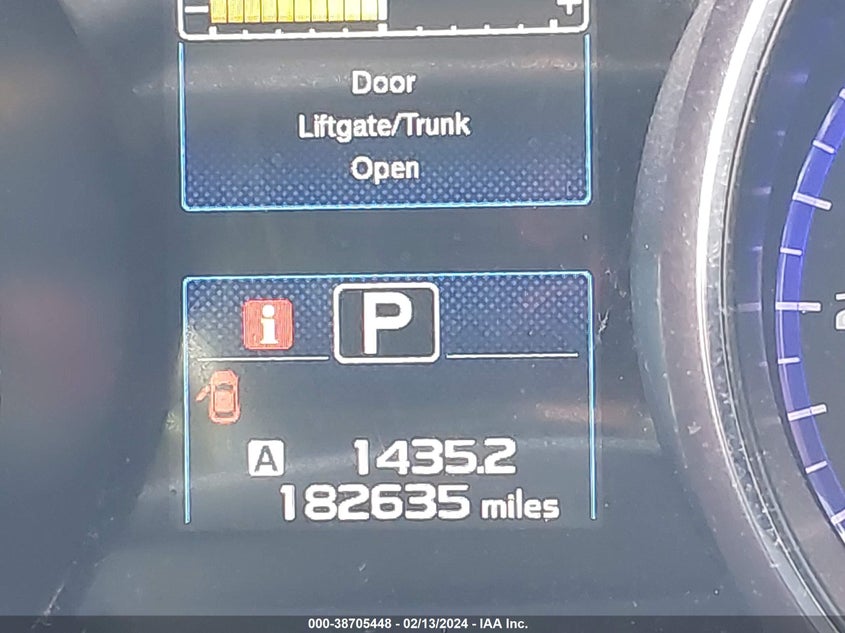 Door
Liftgate/Trunk
Open
i
P
A 1435.2
182635 miles
000-38705448 - 02/13/2024 - IAA Inc.